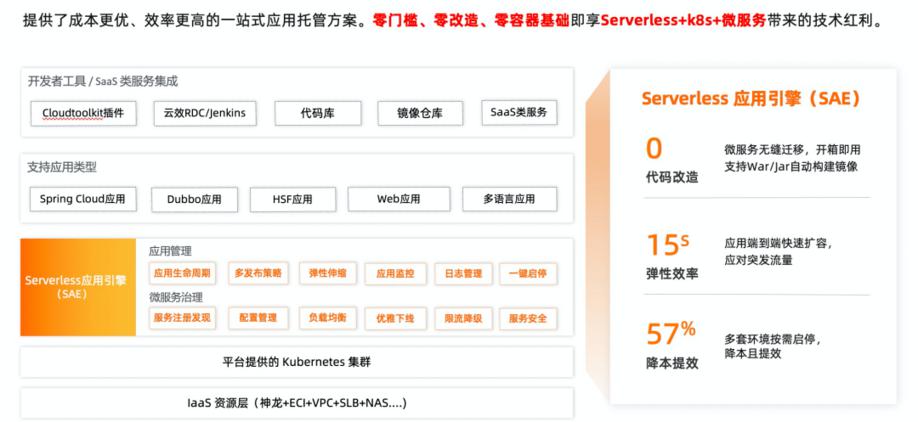 提供了成本更优、效率更高的一站式应用托管方案。零门槛、零改造、零容器基础即享Serverless+k8s+微服务带来的技术红利。
开发者工具 / SaaS 类服务集成
Cloudtoolkit插件
云效RDC/Jenkins
代码库
镜像仓库
SaaS类服务
支持应用类型
Spring Cloud应用
Dubbo应用
HSF应用
Web应用
多语言应用
Serverless应用引擎
（SAE）
应用管理
应用生命周期
多发布策略
弹性伸缩
应用监控
日志管理
一键启停
微服务治理
服务注册发现
配置管理
负载均衡
优雅下线
限流降级
服务安全
平台提供的 Kubernetes 集群
IaaS 资源层（神龙+ECI+VPC+SLB+NAS....)
Serverless 应用引擎（SAE）
0
代码改造
微服务无缝迁移，开箱即用
支持War/Jar自动构建镜像
15s
弹性效率
应用端到端快速扩容，
应对突发流量
57%
降本提效
多套环境按需启停，
降本且提效